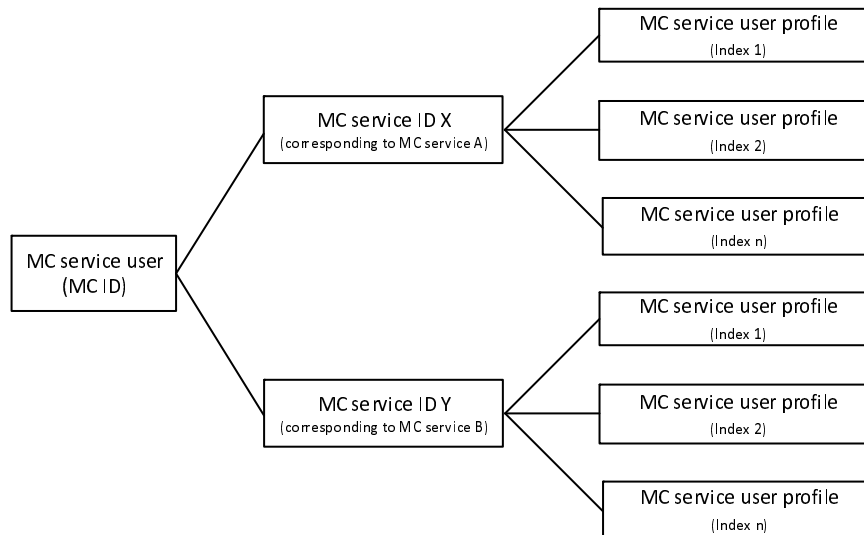 MC service user profile
(Index 1)
MC service ID X
(corresponding to MC service A)
MC service user profile
(Index 2)
MC service user profile
(Index n)
MC service user
(MC ID)
MC service user profile
(Index 1)
MC service ID Y
(corresponding to MC service B)
MC service user profile
(Index 2)
MC service user profile
(Index n)